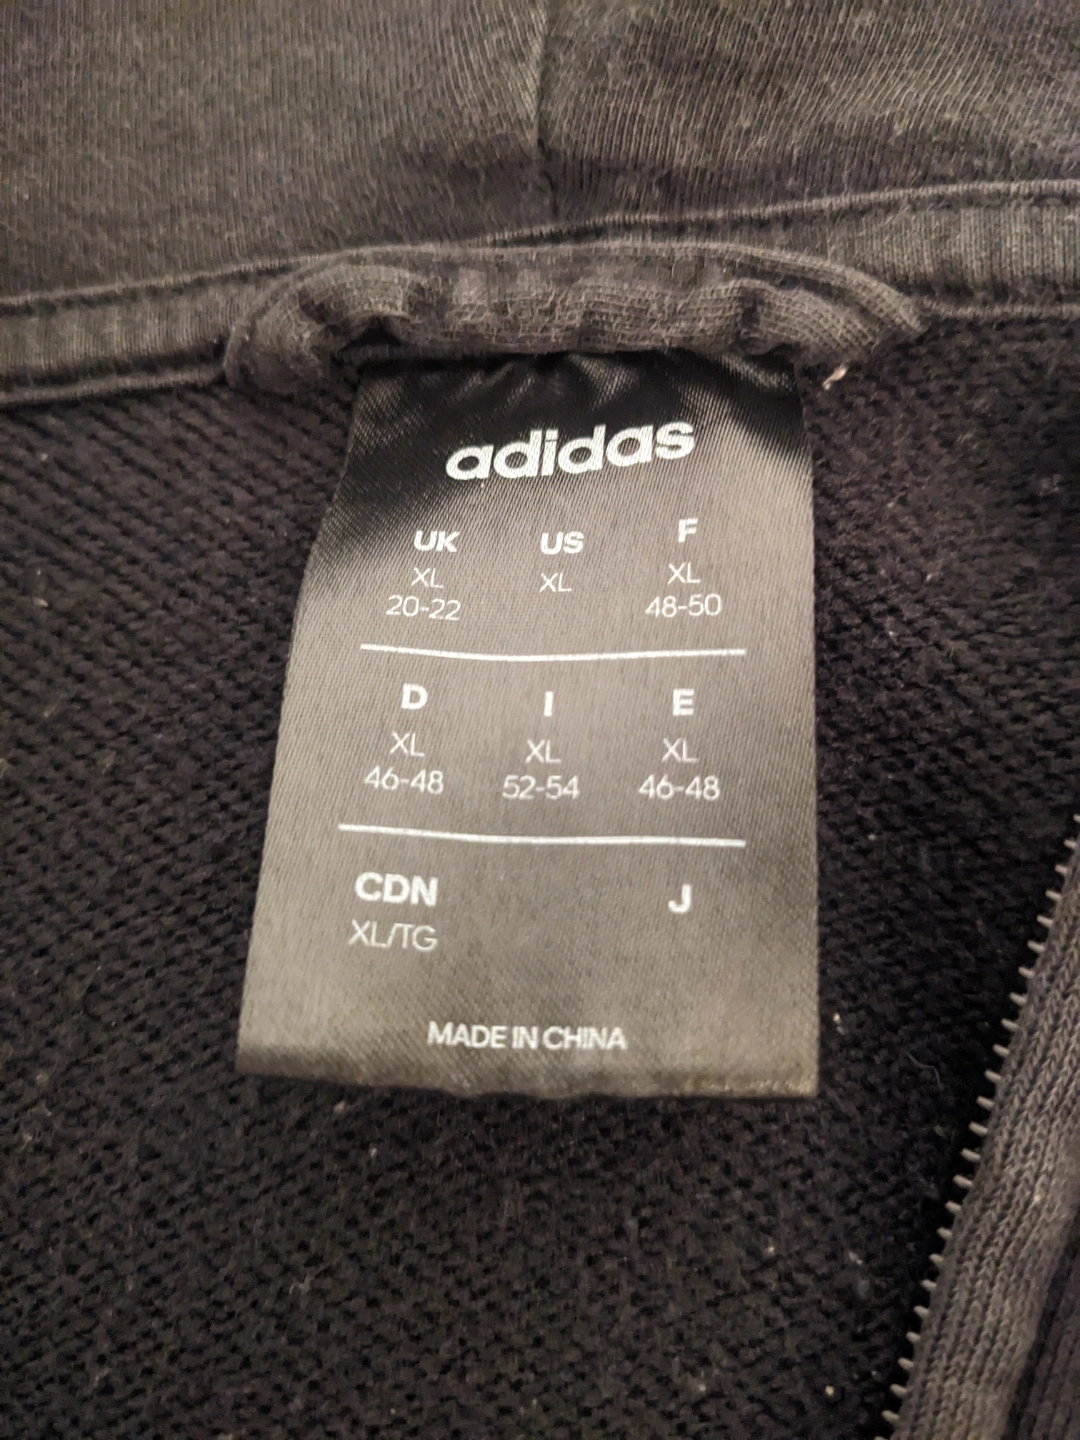 adidas
UK US F
XL XL XL
20-22 48-50
D I E
XL XL XL
46-48 52-54 46-48
CDN J
XL/TG
MADE IN CHINA